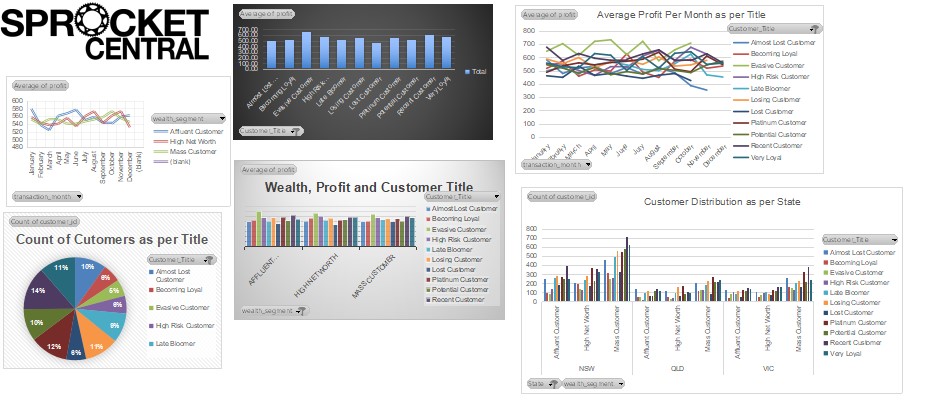 SPROCKET
CENTRAL
Average of profit
600
580
560
540
520
500
480
January
February
March
April
May
June
July
August
September
October
November
December
(blank)
wealth_segment
Affluent Customer
High Net Worth
Mass Customer
(blank)
transaction_month
Count of customer_id
Count of Cutomers as per Title
10%
6%
6%
9%
11%
6%
12%
10%
14%
11%
Customer_Title
Almost Lost
Customer
Becoming Loyal
Evasive Customer
High Risk Customer
Late Bloomer
Average of profit
700.00
600.00
500.00
400.00
300.00
200.00
100.00
0.00
Almost Lost ...
Becoming Loyal
Evasive Customer
High Risk ...
Late Bloomer
Losing Customer
Lost Customer
Platinum Customer
Potential Customer
Recent Customer
Very Loyal
Total
Customer_Title
Average of profit
Wealth, Profit and Customer Title
AFFLUENT...
HIGH NET WORTH
MASS CUSTOMER
Customer_Title
Almost Lost Customer
Becoming Loyal
Evasive Customer
High Risk Customer
Late Bloomer
Losing Customer
Lost Customer
Platinum Customer
Potential Customer
Recent Customer
wealth_segment
Average of profit
Average Profit Per Month as per Title
800
700
600
500
400
300
200
100
0
January
February
March
April
May
June
July
August
September
October
November
December
Customer_Title
Almost Lost Customer
Becoming Loyal
Evasive Customer
High Risk Customer
Late Bloomer
Losing Customer
Lost Customer
Platinum Customer
Potential Customer
Recent Customer
Very Loyal
transaction_month
Count of customer_id
Customer Distribution as per State
800
700
600
500
400
300
200
100
0
Affluent Customer
High Net Worth
Mass Customer
Affluent Customer
High Net Worth
Mass Customer
Affluent Customer
High Net Worth
Mass Customer
NSW
QLD
VIC
Customer_Title
Almost Lost Customer
Becoming Loyal
Evasive Customer
High Risk Customer
Late Bloomer
Losing Customer
Lost Customer
Platinum Customer
Potential Customer
Recent Customer
Very Loyal
state
wealth_segment